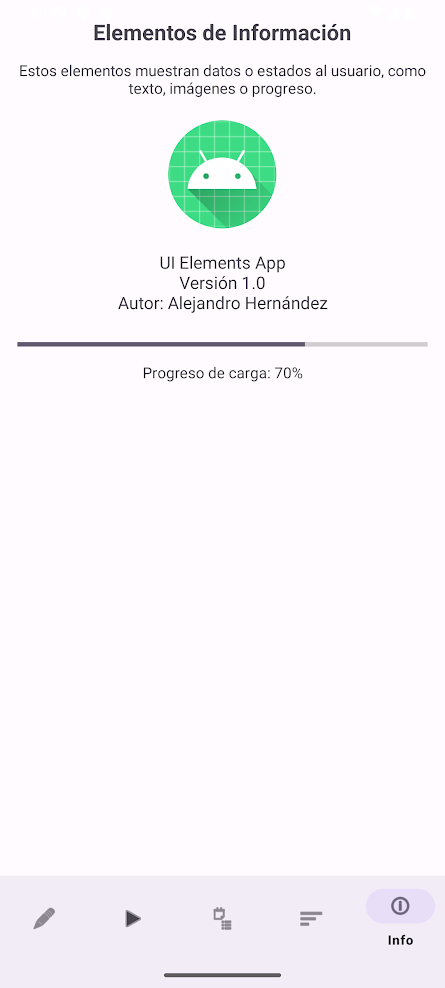 Elementos de Información
Estos elementos muestran datos o estados al usuario, como
texto, imágenes o progreso.
UI Elements App
Versión 1.0
Autor: Alejandro Hernández
Progreso de carga: 70%
Info